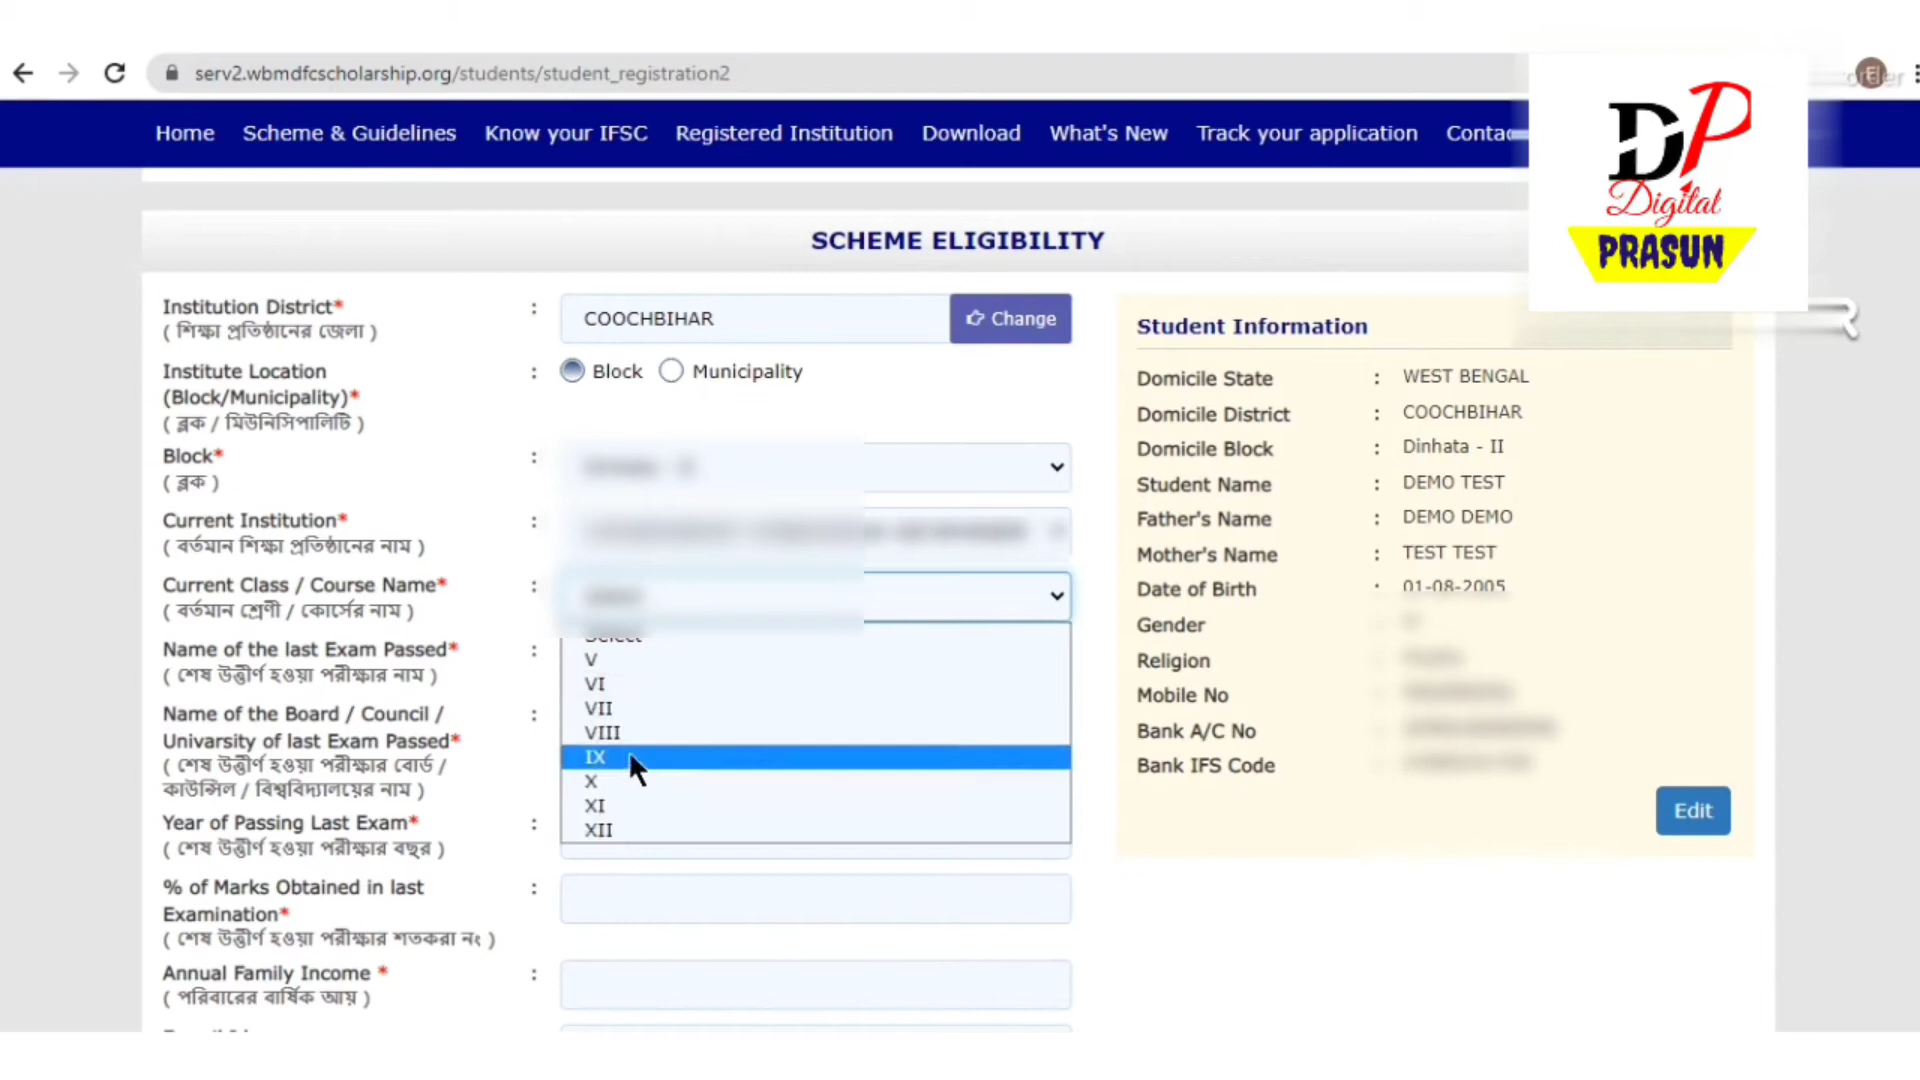 serv2.wbmdfcscholarship.org/students/student_registration2
Home Scheme & Guidelines Know your IFSC Registered Institution Download What's New Track your application Contac
DP
Digital
PRASUN
SCHEME ELIGIBILITY
Institution District* :
( শিক্ষা প্রতিষ্ঠানের জেলা )
COOCHBIHAR
Change
Institute Location :
(Block/Municipality)*
( ব্লক / মিউনিসিপালিটি )
Block Municipality
Block* :
( ব্লক )
Current Institution* :
( বর্তমান শিক্ষা প্রতিষ্ঠানের নাম )
Current Class / Course Name* :
( বর্তমান শ্রেণী / কোর্সের নাম )
Select
V
VI
VII
VIII
IX
X
XI
XII
Name of the last Exam Passed* :
( শেষ উত্তীর্ণ হওয়া পরীক্ষার নাম )
Name of the Board / Council / :
Univarsity of last Exam Passed*
( শেষ উত্তীর্ণ হওয়া পরীক্ষার বোর্ড /
কাউন্সিল / বিশ্ববিদ্যালয়ের নাম )
Year of Passing Last Exam* :
( শেষ উত্তীর্ণ হওয়া পরীক্ষার বছর )
% of Marks Obtained in last :
Examination*
( শেষ উত্তীর্ণ হওয়া পরীক্ষার শতকরা নং )
Annual Family Income * :
( পরিবারের বার্ষিক আয় )
Student Information
Domicile State : WEST BENGAL
Domicile District : COOCHBIHAR
Domicile Block : Dinhata - II
Student Name : DEMO TEST
Father's Name : DEMO DEMO
Mother's Name : TEST TEST
Date of Birth : 01-08-2005
Gender
Religion
Mobile No
Bank A/C No
Bank IFS Code
Edit